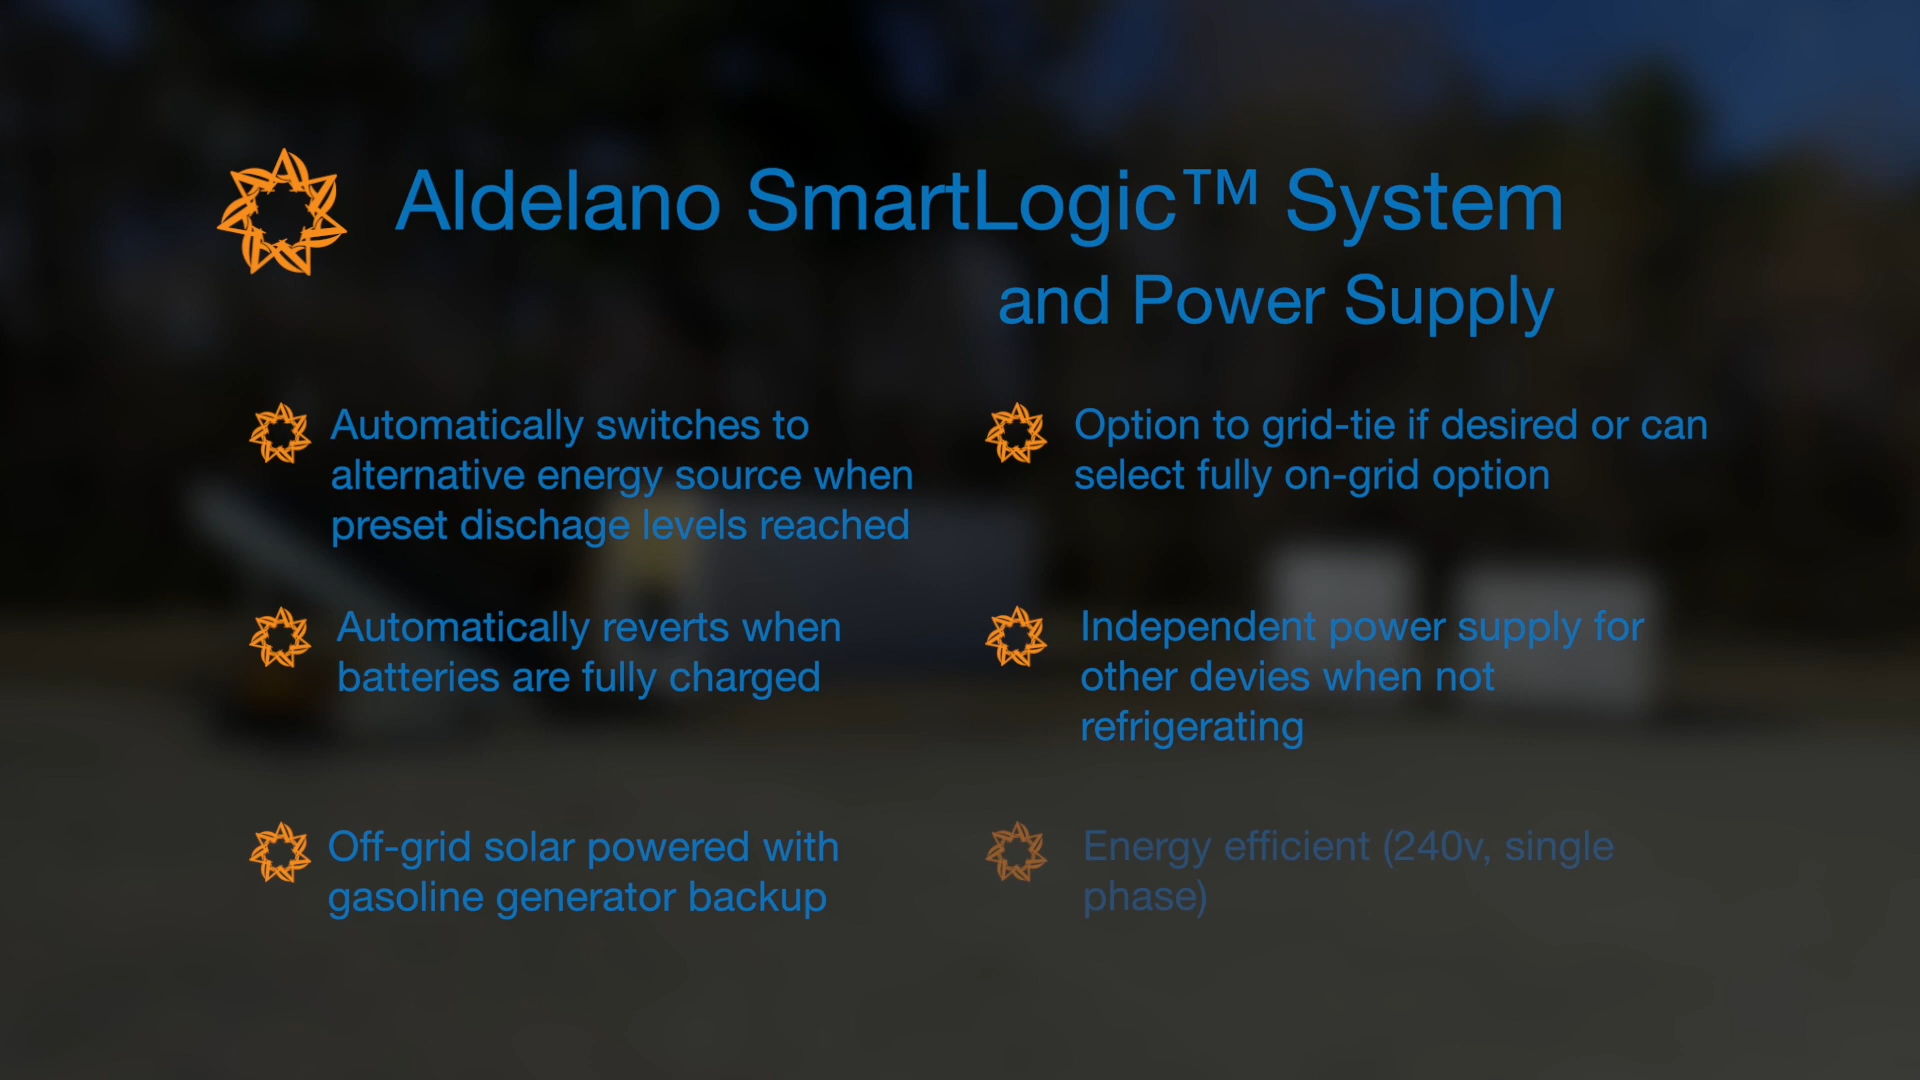 Aldelano SmartLogic™ System
and Power Supply
Automatically switches to
alternative energy source when
preset dischage levels reached
Automatically reverts when
batteries are fully charged
Off-grid solar powered with
gasoline generator backup
Option to grid-tie if desired or can
select fully on-grid option
Independent power supply for
other devies when not
refrigerating
Energy efficient (240v, single
phase)